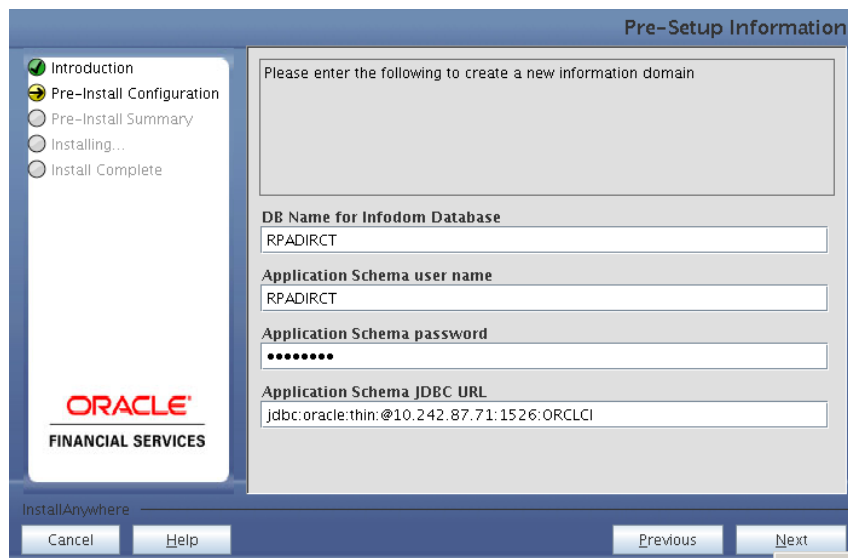 Pre-Setup Information
Introduction
Pre-Install Configuration
Pre-Install Summary
Installing...
Install Complete
ORACLE®
FINANCIAL SERVICES
Please enter the following to create a new information domain
DB Name for Infodom Database
RPADIRCT
Application Schema user name
RPADIRCT
Application Schema password
••••••••
Application Schema JDBC URL
jdbc:oracle:thin:@10.242.87.71:1526:ORCLCI
InstallAnywhere
Cancel Help Previous Next